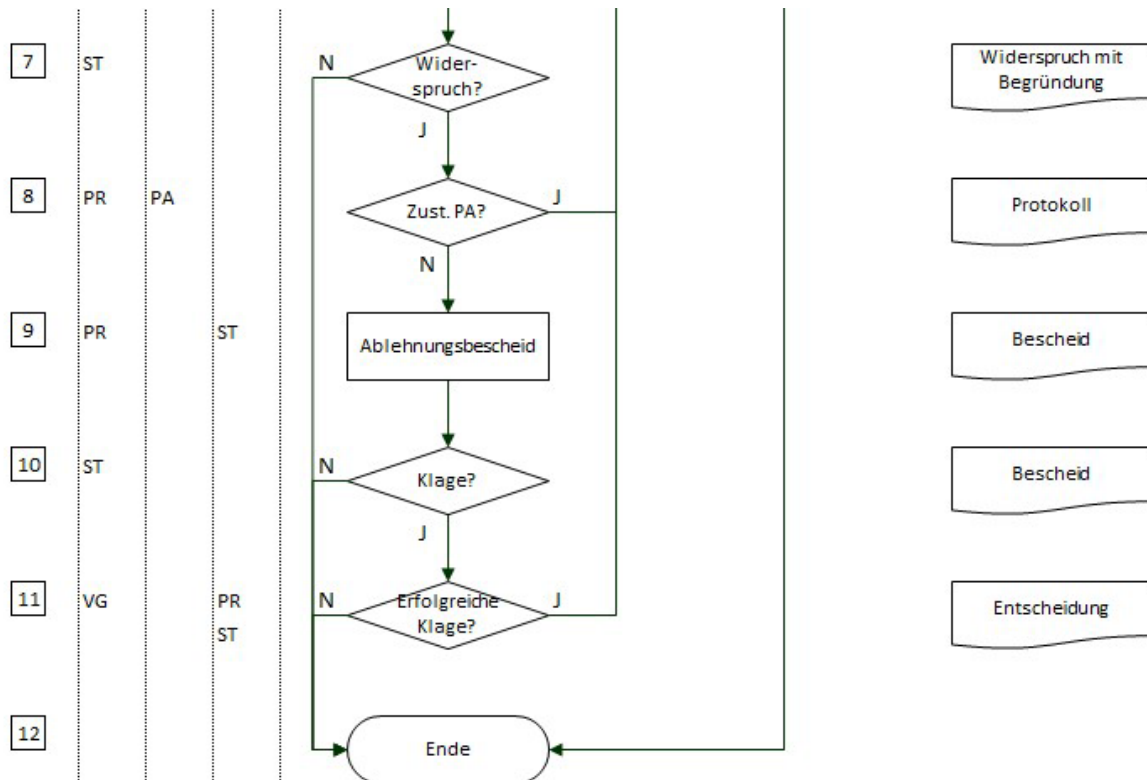 7 ST N Wider-
spruch? Widerspruch mit
Begründung
J
8 PR PA Zust. PA? J Protokoll
N
9 PR ST Ablehnungsbescheid Bescheid
10 ST N Klage? Bescheid
J
11 VG PR N Erfolgreiche
Klage? J Entscheidung
ST
12 Ende